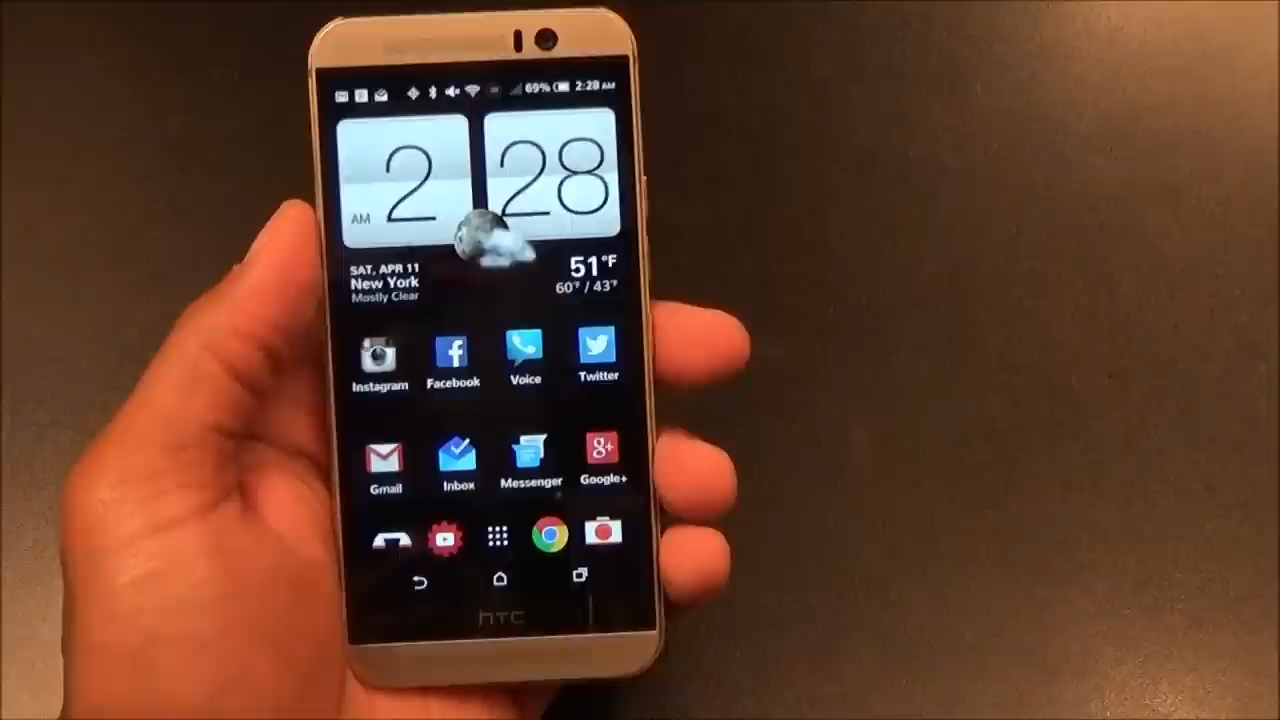 69% 2:28 AM
AM 2 28
SAT, APR 11
New York
Mostly Clear
51°F
60°F / 43°F
Instagram Facebook Voice Twitter
Gmail Inbox Messenger Google+
hTC